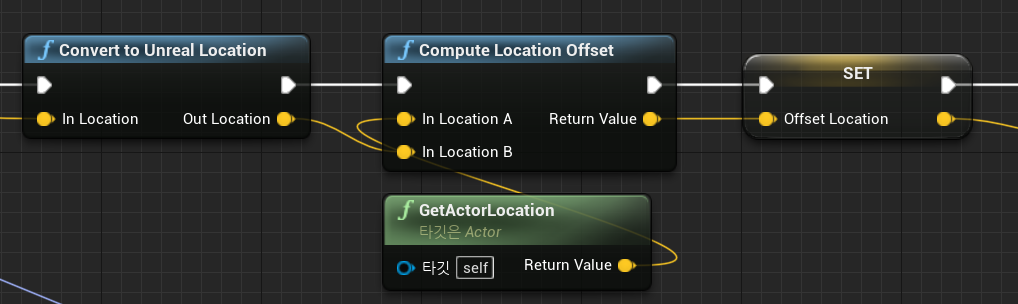 Convert to Unreal Location
In Location
Out Location
Compute Location Offset
In Location A
Return Value
In Location B
SET
Offset Location
GetActorLocation
타깃은 Actor
타깃 self
Return Value